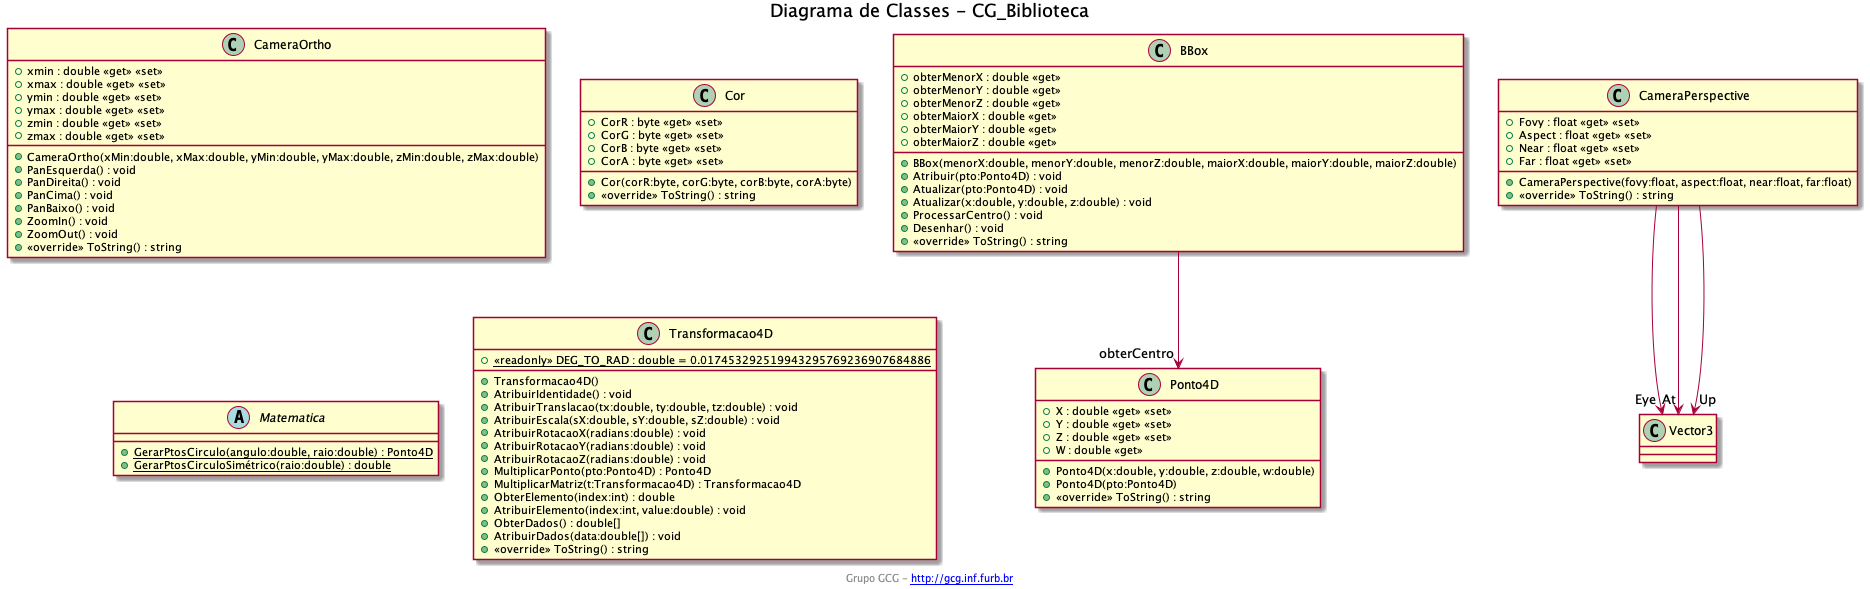 Diagrama de Classes - CG_Biblioteca
C CameraOrtho
xmin : double «get» «set»
xmax : double «get» «set»
ymin : double «get» «set»
ymax : double «get» «set»
zmin : double «get» «set»
zmax : double «get» «set»
CameraOrtho(xMin:double, xMax:double, yMin:double, yMax:double, zMin:double, zMax:double)
PanEsquerda() : void
PanDireita() : void
PanCima() : void
PanBaixo() : void
ZoomIn() : void
ZoomOut() : void
«override» ToString() : string
C Cor
CorR : byte «get» «set»
CorG : byte «get» «set»
CorB : byte «get» «set»
CorA : byte «get» «set»
Cor(corR:byte, corG:byte, corB:byte, corA:byte)
«override» ToString() : string
C BBox
obterMenorX : double «get»
obterMenorY : double «get»
obterMenorZ : double «get»
obterMaiorX : double «get»
obterMaiorY : double «get»
obterMaiorZ : double «get»
BBox(menorX:double, menorY:double, menorZ:double, maiorX:double, maiorY:double, maiorZ:double)
Atribuir(pto:Ponto4D) : void
Atualizar(pto:Ponto4D) : void
Atualizar(x:double, y:double, z:double) : void
ProcessarCentro() : void
Desenhar() : void
«override» ToString() : string
C CameraPerspective
Fovy : float «get» «set»
Aspect : float «get» «set»
Near : float «get» «set»
Far : float «get» «set»
CameraPerspective(fovy:float, aspect:float, near:float, far:float)
«override» ToString() : string
A Matematica
GerarPtosCirculo(angulo:double, raio:double) : Ponto4D
GerarPtosCirculoSimétrico(raio:double) : double
C Transformacao4D
«readonly» DEG_TO_RAD : double = 0.017453292519943295769236907684886
Transformacao4D()
AtribuirIdentidade() : void
AtribuirTranslacao(tx:double, ty:double, tz:double) : void
AtribuirEscala(sX:double, sY:double, sZ:double) : void
AtribuirRotacaoX(radians:double) : void
AtribuirRotacaoY(radians:double) : void
AtribuirRotacaoZ(radians:double) : void
MultiplicarPonto(pto:Ponto4D) : Ponto4D
MultiplicarMatriz(t:Transformacao4D) : Transformacao4D
ObterElemento(index:int) : double
AtribuirElemento(index:int, value:double) : void
ObterDados() : double[]
AtribuirDados(data:double[]) : void
«override» ToString() : string
obterCentro
C Ponto4D
X : double «get» «set»
Y : double «get» «set»
Z : double «get» «set»
W : double «get»
Ponto4D(x:double, y:double, z:double, w:double)
Ponto4D(pto:Ponto4D)
«override» ToString() : string
Eye At Up
C Vector3
Grupo GCG - http://gcg.inf.furb.br